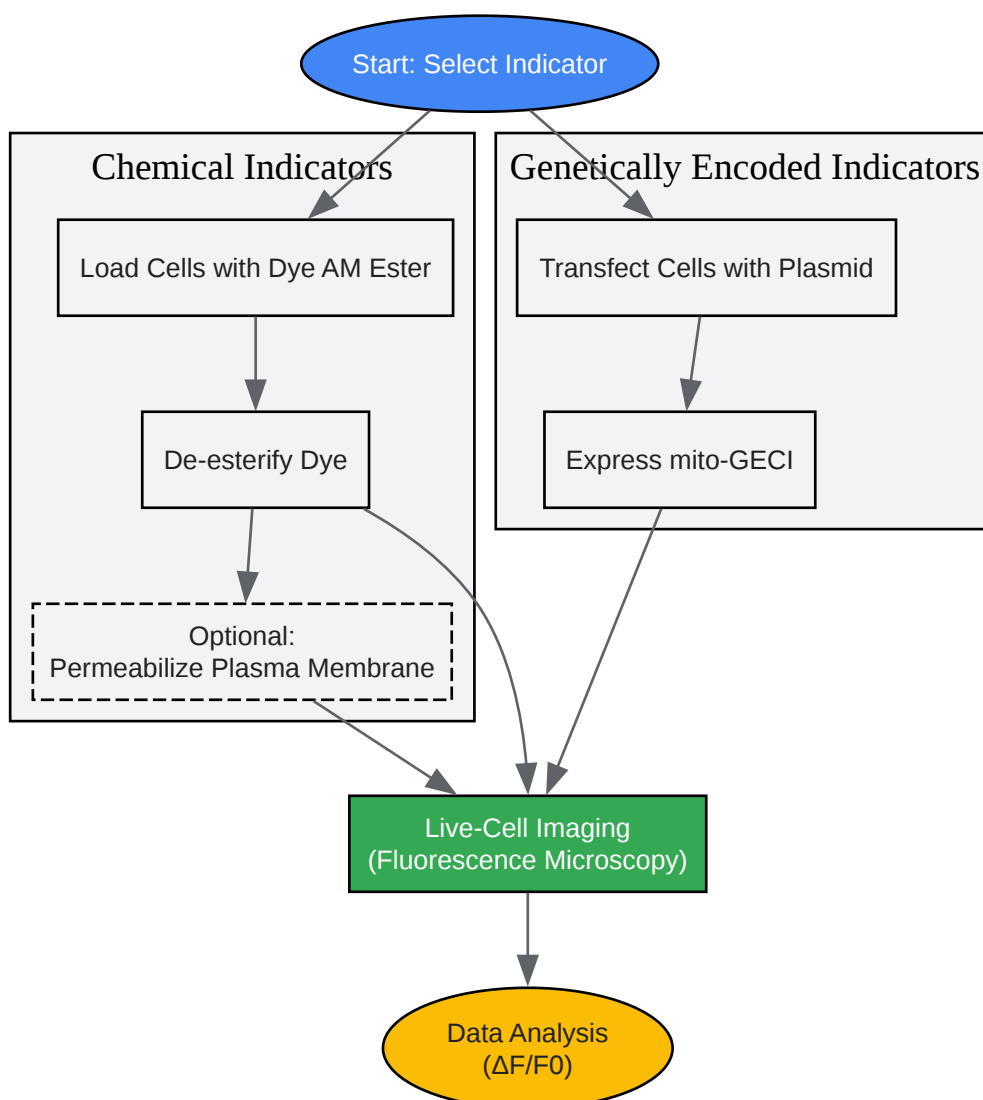 Start: Select Indicator
Chemical Indicators
Load Cells with Dye AM Ester
De-esterify Dye
Optional:
Permeabilize Plasma Membrane
Genetically Encoded Indicators
Transfect Cells with Plasmid
Express mito-GECI
Live-Cell Imaging
(Fluorescence Microscopy)
Data Analysis
(ΔF/F0)